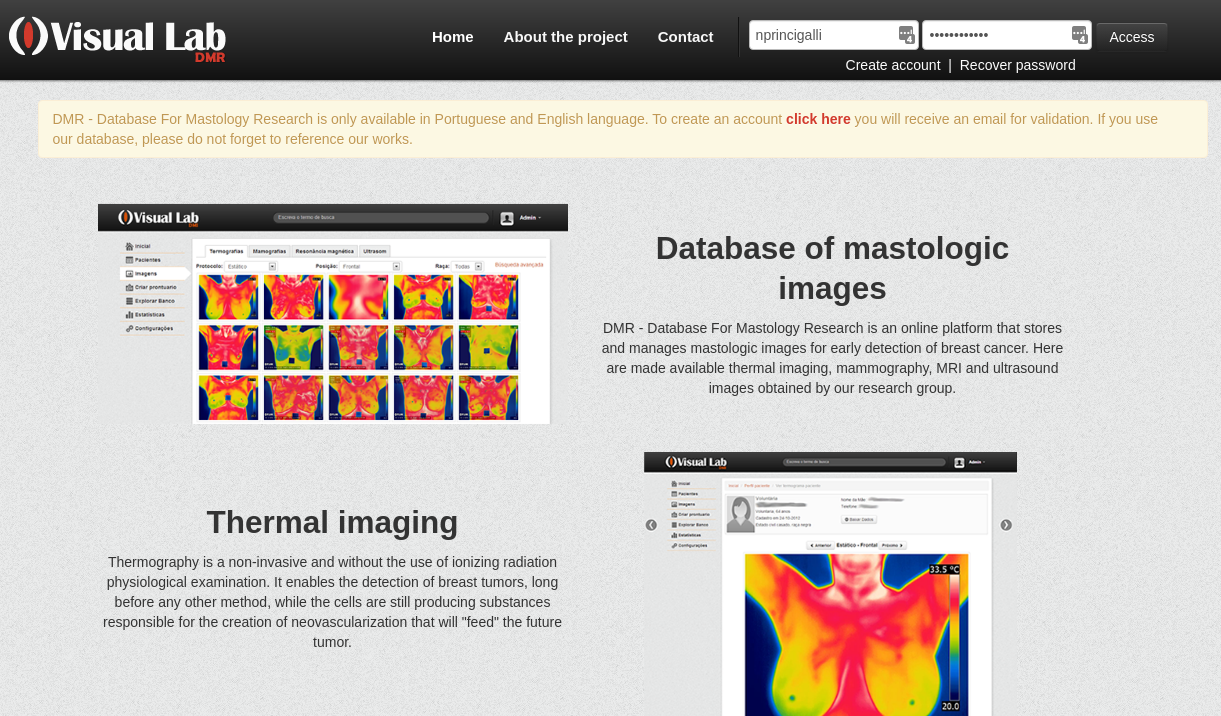 Visual Lab
DMR
Home
About the project
Contact
nprincigalli
••••••••••••
Access
Create account | Recover password
DMR - Database For Mastology Research is only available in Portuguese and English language. To create an account click here you will receive an email for validation. If you use
our database, please do not forget to reference our works.
Visual Lab
DMR
Escreva o termo de busca
Admin
Inicial
Pacientes
Imagens
Criar prontuario
Explorar Banco
Estatísticas
Configurações
Termografias
Mamografias
Resonância magnética
Ultrasom
Protocolo: Estático
Posição: Frontal
Raça: Todas
Búsqueda avançada
Database of mastologic
images
DMR - Database For Mastology Research is an online platform that stores
and manages mastologic images for early detection of breast cancer. Here
are made available thermal imaging, mammography, MRI and ultrasound
images obtained by our research group.
Thermal imaging
Thermography is a non-invasive and without the use of ionizing radiation
physiological examination. It enables the detection of breast tumors, long
before any other method, while the cells are still producing substances
responsible for the creation of neovascularization that will "feed" the future
tumor.
Visual Lab
Escreva o termo de busca
Admin
Inicial
Pacientes
Imagens
Criar prontuario
Explorar Banco
Estatísticas
Configurações
Voluntaria
Anterior
Estático - Frontal
Próximo
33.5 °C
20.0